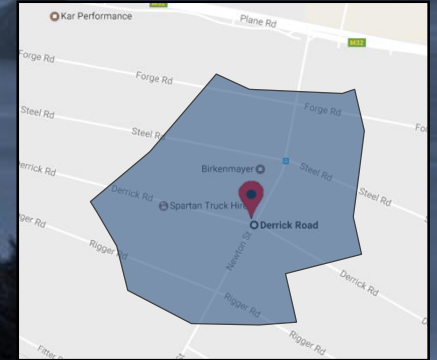 Kar Performance
Plane Rd
M32
Forge Rd
Forge Rd
Forge Rd
Steel Rd
Steel Rd
Birkenmayer
Steel Rd
Steel Rd
Derrick Rd
Spartan Truck Hire
Derrick Road
Newton St
Rigger Rd
Derrick Rd
Rigger Rd
Rigger Rd